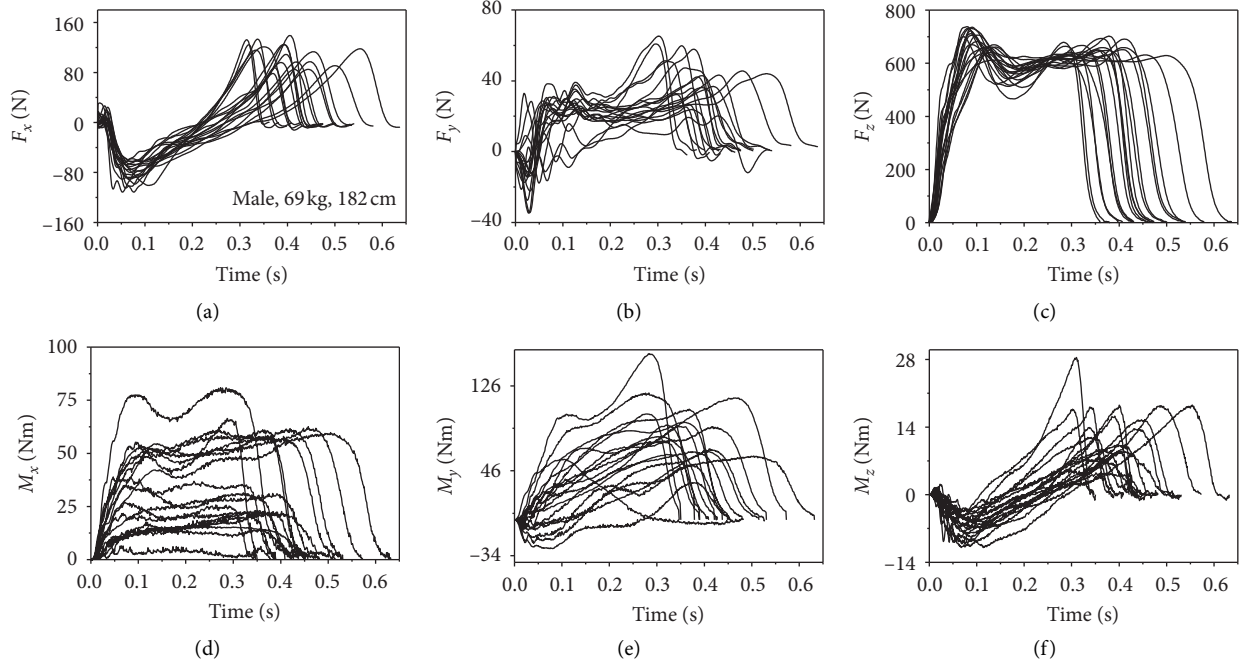 160
80
0
−80
−160
F_x (N)
Male, 69 kg, 182 cm
0.0 0.1 0.2 0.3 0.4 0.5 0.6
Time (s)
(a)
80
40
0
−40
F_y (N)
0.0 0.1 0.2 0.3 0.4 0.5 0.6
Time (s)
(b)
800
600
400
200
0
F_z (N)
0.0 0.1 0.2 0.3 0.4 0.5 0.6
Time (s)
(c)
100
75
50
25
0
M_x (Nm)
0.0 0.1 0.2 0.3 0.4 0.5 0.6
Time (s)
(d)
126
46
−34
M_y (Nm)
0.0 0.1 0.2 0.3 0.4 0.5 0.6
Time (s)
(e)
28
14
0
−14
M_z (Nm)
0.0 0.1 0.2 0.3 0.4 0.5 0.6
Time (s)
(f)